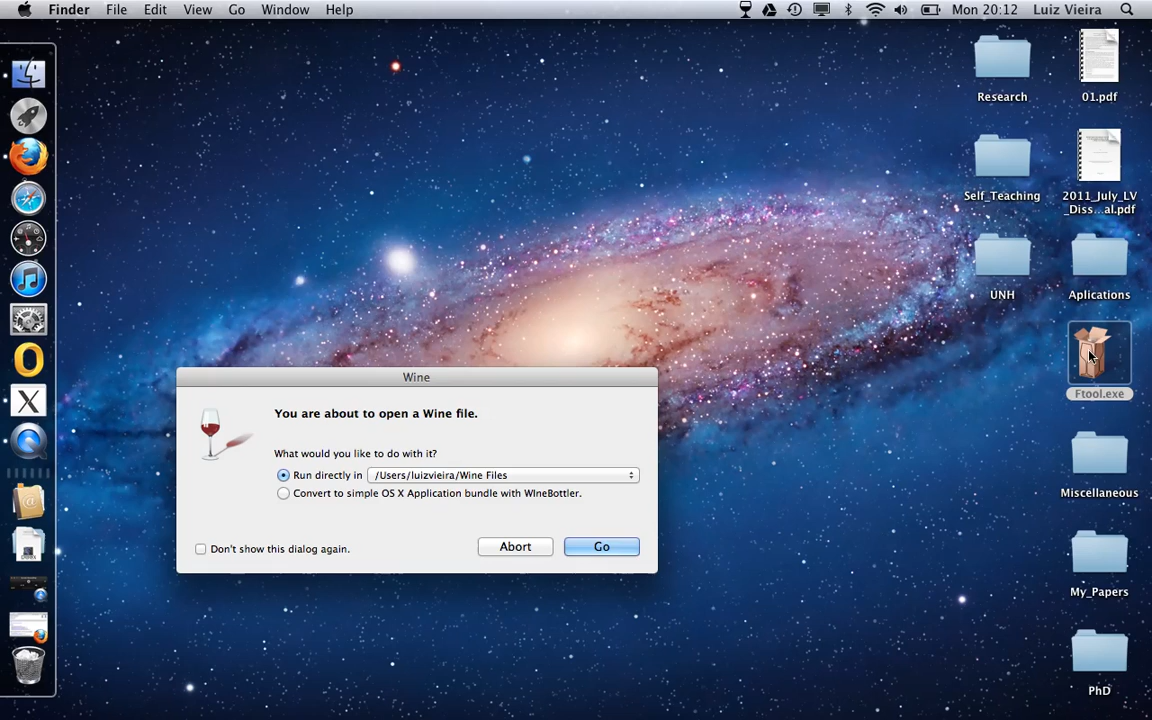 Finder File Edit View Go Window Help
Mon 20:12 Luiz Vieira
Research
01.pdf
Self_Teaching
2011_July_LV
_Diss...al.pdf
UNH
Aplications
Ftool.exe
Miscellaneous
My_Papers
PhD
Wine
You are about to open a Wine file.
What would you like to do with it?
Run directly in /Users/luizvieira/Wine Files
Convert to simple OS X Application bundle with WIneBottler.
Don't show this dialog again.
Abort
Go